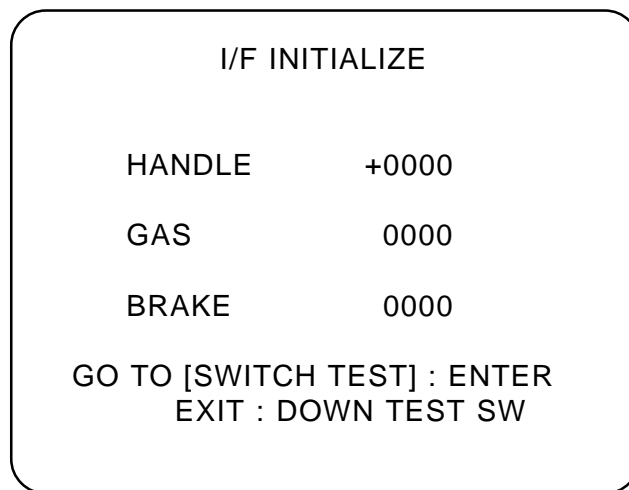 I/F INITIALIZE
HANDLE +0000
GAS 0000
BRAKE 0000
GO TO [SWITCH TEST] : ENTER
EXIT : DOWN TEST SW